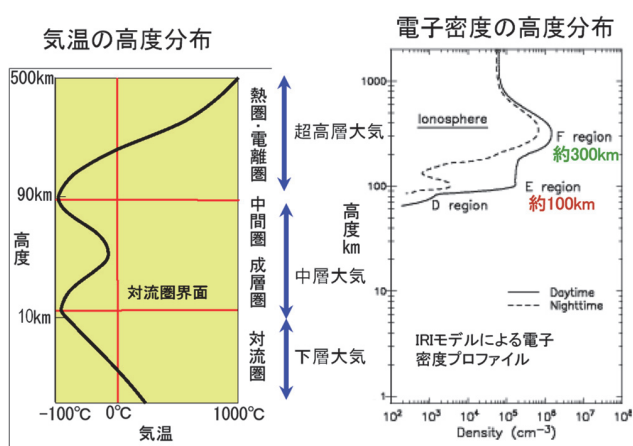 気温の高度分布
500km
90km
高度
10km
対流圏界面
-100℃
0℃
1000℃
気温
熱圏・電離圏
中間圏
成層圏
対流圏
超高層大気
中層大気
下層大気
電子密度の高度分布
1000
100
10
1
高度
km
Ionosphere
F region
約300km
E region
約100km
D region
Daytime
Nighttime
IRIモデルによる電子
密度プロファイル
10² 10³ 10⁴ 10⁵ 10⁶ 10⁷ 10⁸
Density (cm⁻³)